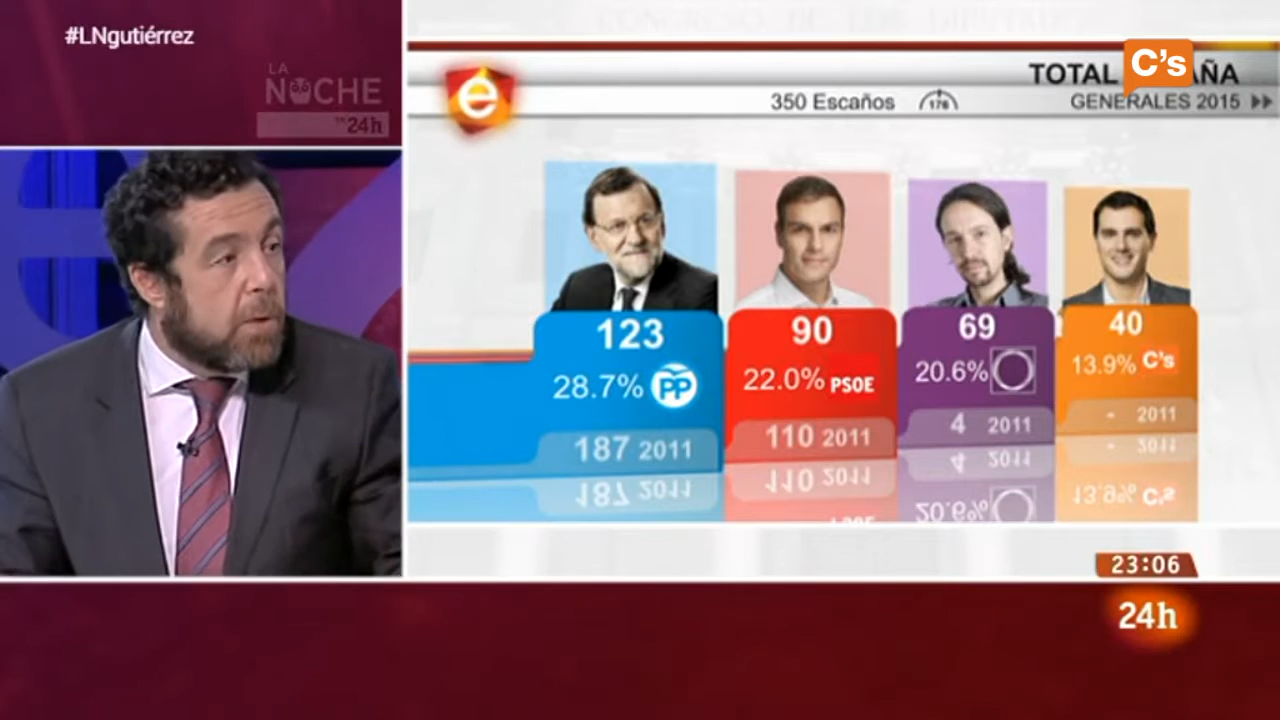 #LNgutiérrez
LA
NOCHE
EN 24h
C's
TOTAL AÑA
350 Escaños 176 GENERALES 2015
e
123 90 69 40
28.7% PP 22.0% PSOE 20.6% 13.9% C's
187 2011 110 2011 4 2011 - 2011
23:06
24h